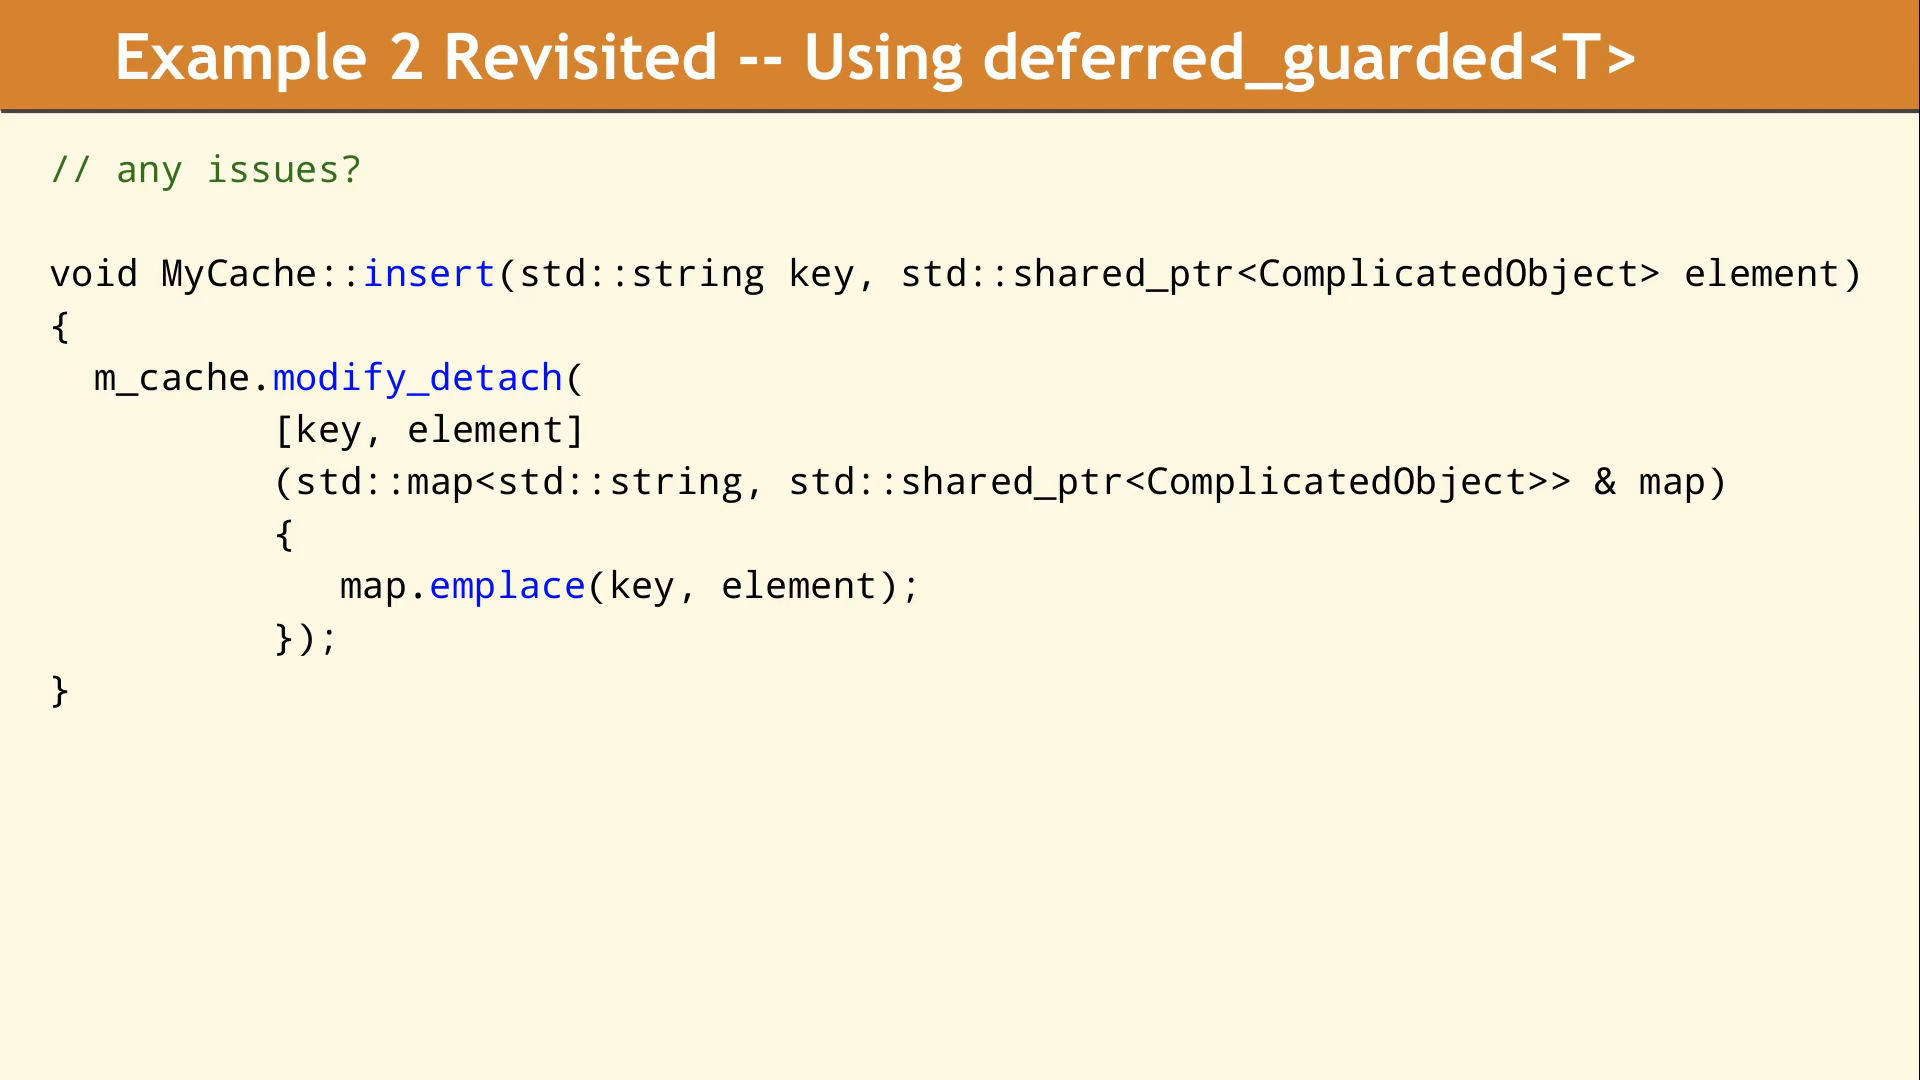 Example 2 Revisited -- Using deferred_guarded<T>
// any issues?
void MyCache::insert(std::string key, std::shared_ptr<ComplicatedObject> element)
{
m_cache.modify_detach(
[key, element]
(std::map<std::string, std::shared_ptr<ComplicatedObject>> & map)
{
map.emplace(key, element);
});
}